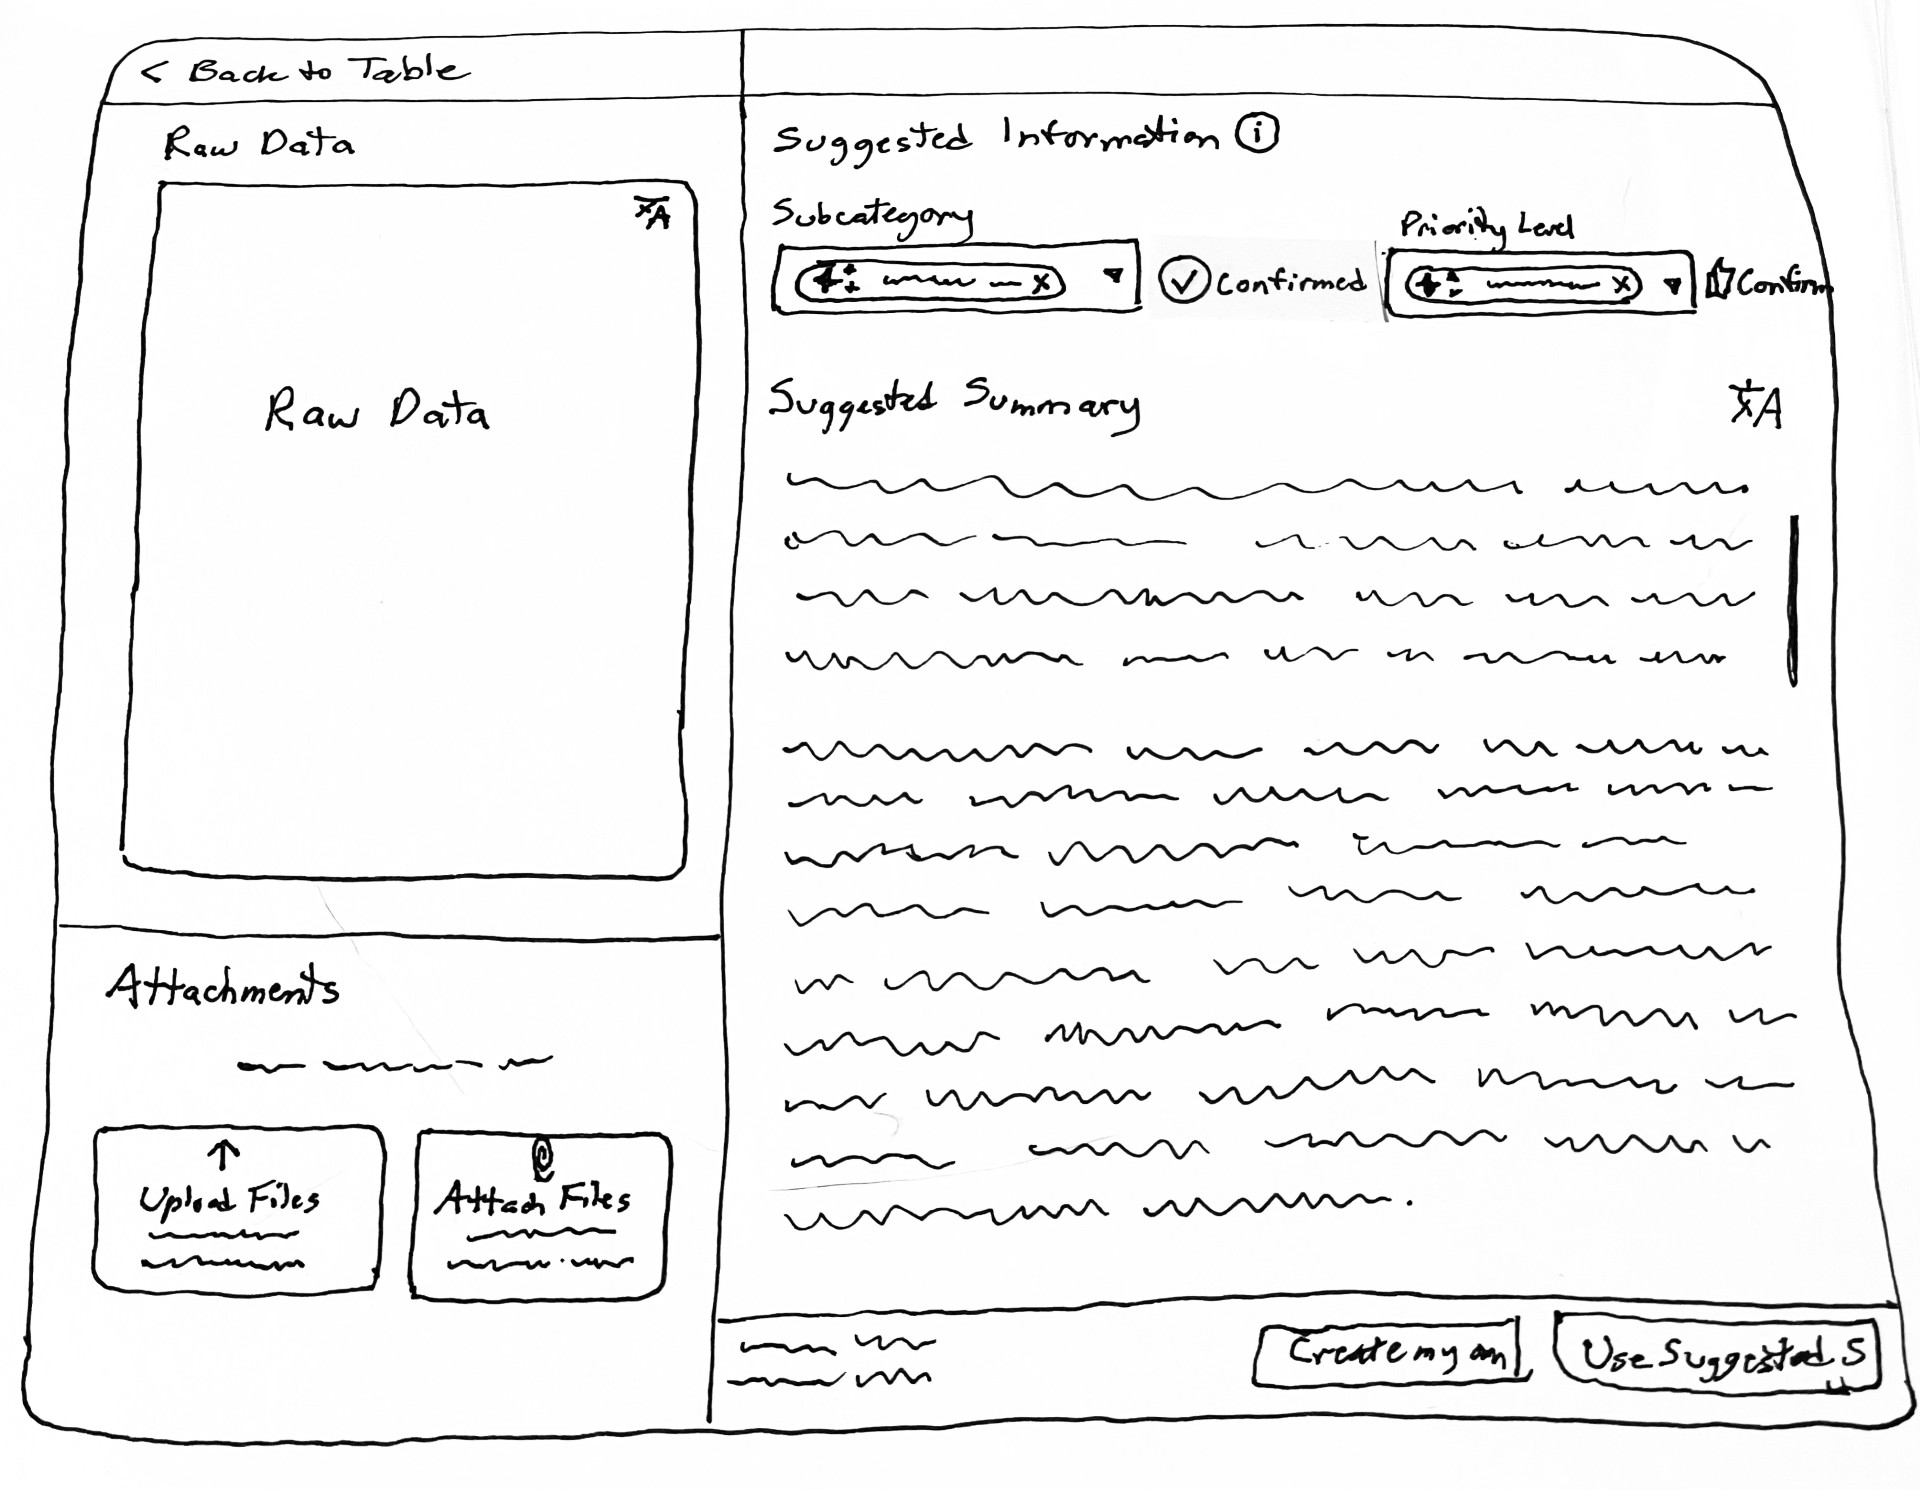 < Back to Table
Raw Data
Raw Data
Attachments
Upload Files
Attach Files
Suggested Information i
Subcategory
Confirmed
Priority Level
Confirm
Suggested Summary
Create my own
Use Suggested S